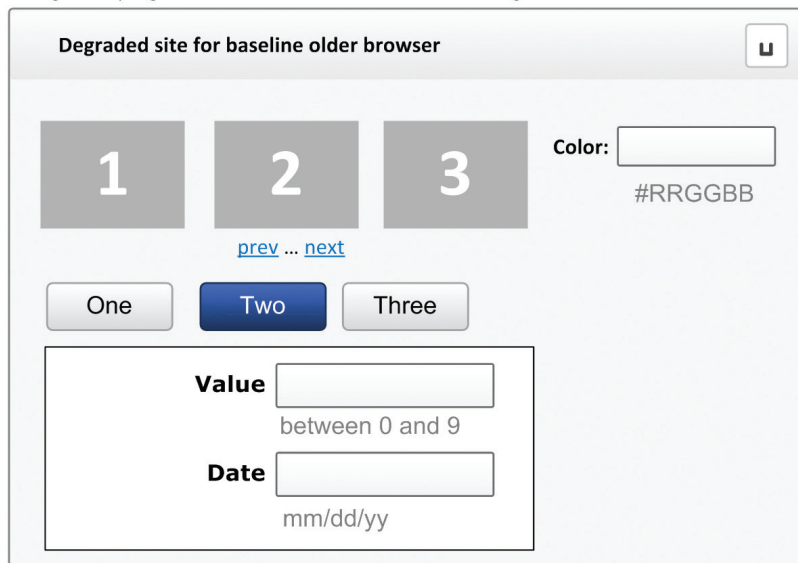 Degraded site for baseline older browser
1 2 3
Color:
#RRGGBB
prev ... next
One Two Three
Value
between 0 and 9
Date
mm/dd/yy